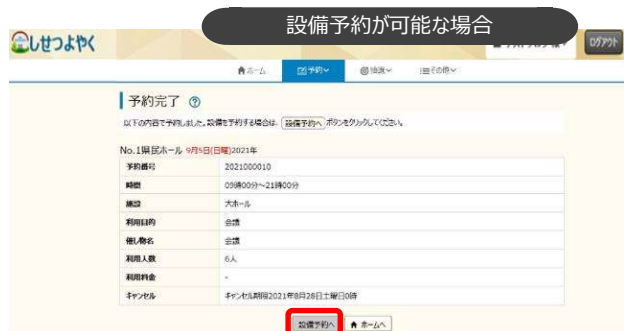 設備予約が可能な場合
しせつよやく
ログアウト
ホーム 予約 抽選 その他
予約完了
以下の内容で予約しました。設備を予約する場合は、 設備予約へ ボタンをクリックしてください。
No.1県民ホール 9月5日(日曜)2021年
予約番号 2021000010
時間 09時00分～21時00分
施設 大ホール
利用目的 会議
催し物名 会議
利用人数 6人
利用料金 -
キャンセル キャンセル期限2021年8月28日土曜日0時
設備予約へ ホームへ